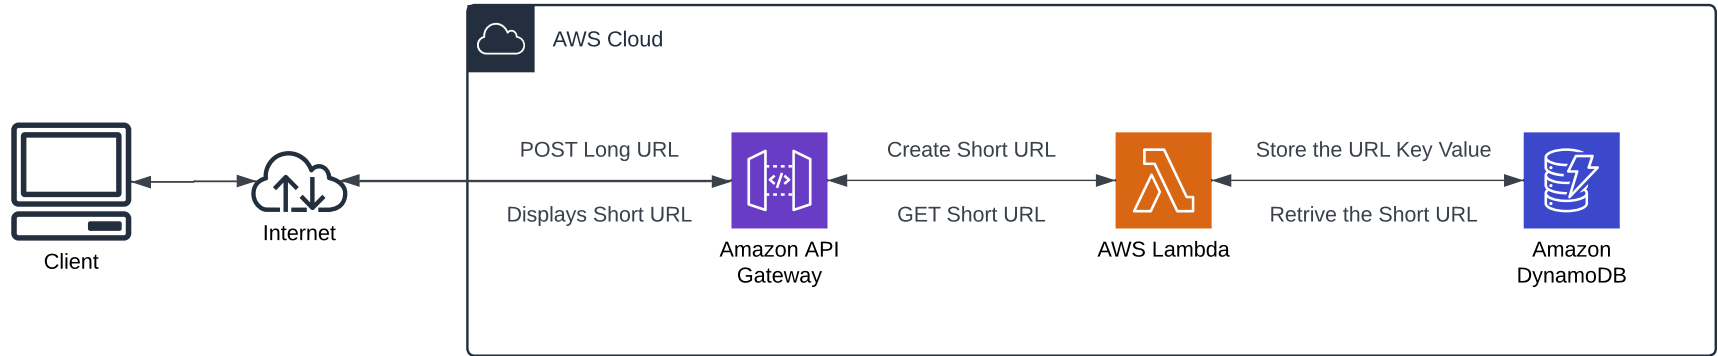 AWS Cloud
POST Long URL
Create Short URL
Store the URL Key Value
Displays Short URL
GET Short URL
Retrive the Short URL
Client
Internet
Amazon API
Gateway
AWS Lambda
Amazon
DynamoDB